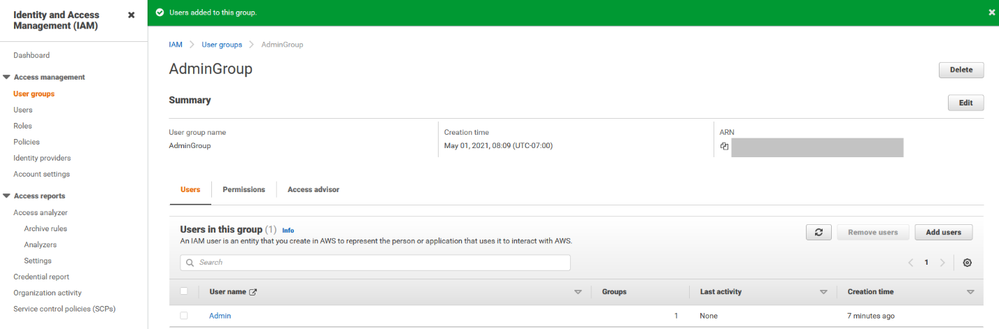 Identity and Access
Management (IAM)
Dashboard
Access management
User groups
Users
Roles
Policies
Identity providers
Account settings
Access reports
Access analyzer
Archive rules
Analyzers
Settings
Credential report
Organization activity
Service control policies (SCPs)
Users added to this group.
IAM User groups AdminGroup
AdminGroup
Delete
Summary
Edit
User group name Creation time ARN
AdminGroup May 01, 2021, 08:09 (UTC-07:00)
Users Permissions Access advisor
Users in this group (1) Info
Remove users Add users
An IAM user is an entity that you create in AWS to represent the person or application that uses it to interact with AWS.
Search
1
User name Groups Last activity Creation time
Admin 1 None 7 minutes ago